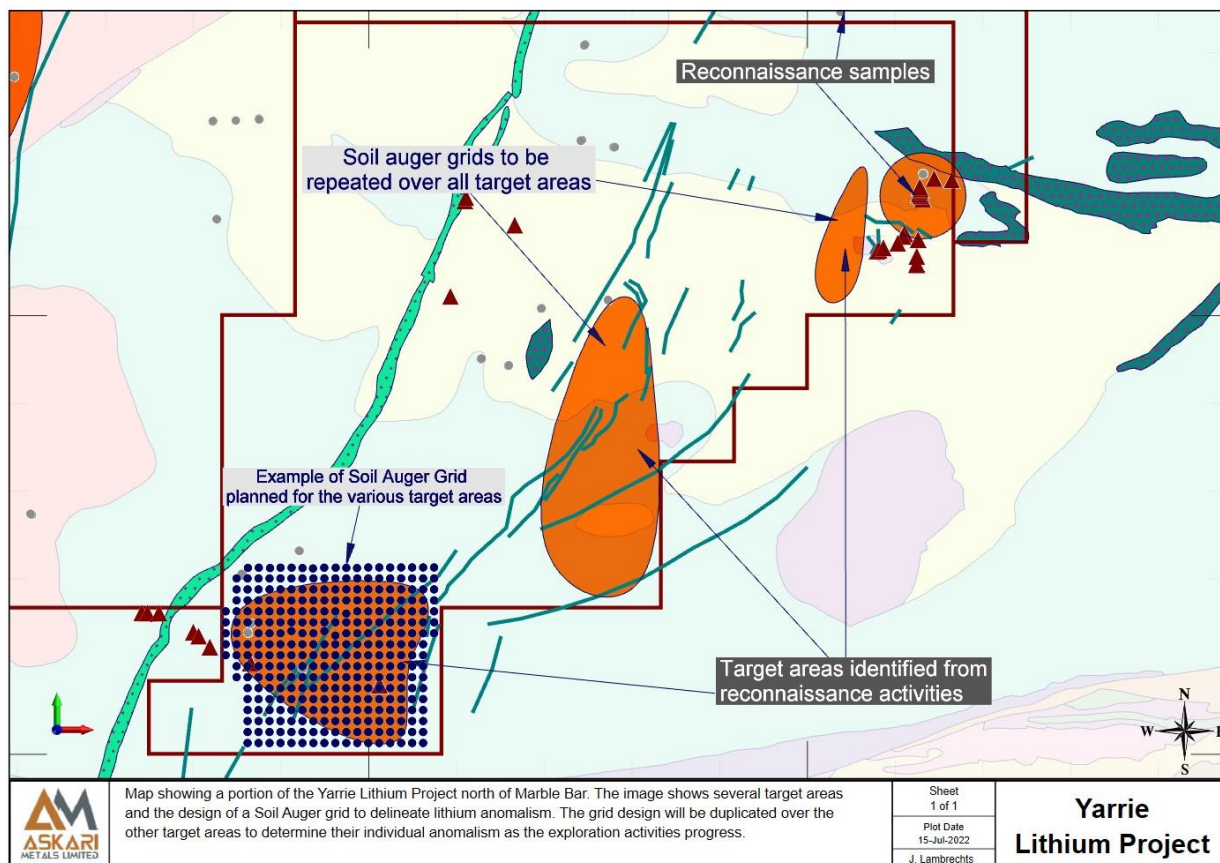 Reconnaissance samples
Soil auger grids to be
repeated over all target areas
Example of Soil Auger Grid
planned for the various target areas
Target areas identified from
reconnaissance activities
N
W
E
S
AM
ASKARI
METALS LIMITED
Map showing a portion of the Yarrie Lithium Project north of Marble Bar. The image shows several target areas
and the design of a Soil Auger grid to delineate lithium anomalism. The grid design will be duplicated over the
other target areas to determine their individual anomalism as the exploration activities progress.
Sheet
1 of 1
Plot Date
15-Jul-2022
J. Lambrechts
Yarrie
Lithium Project